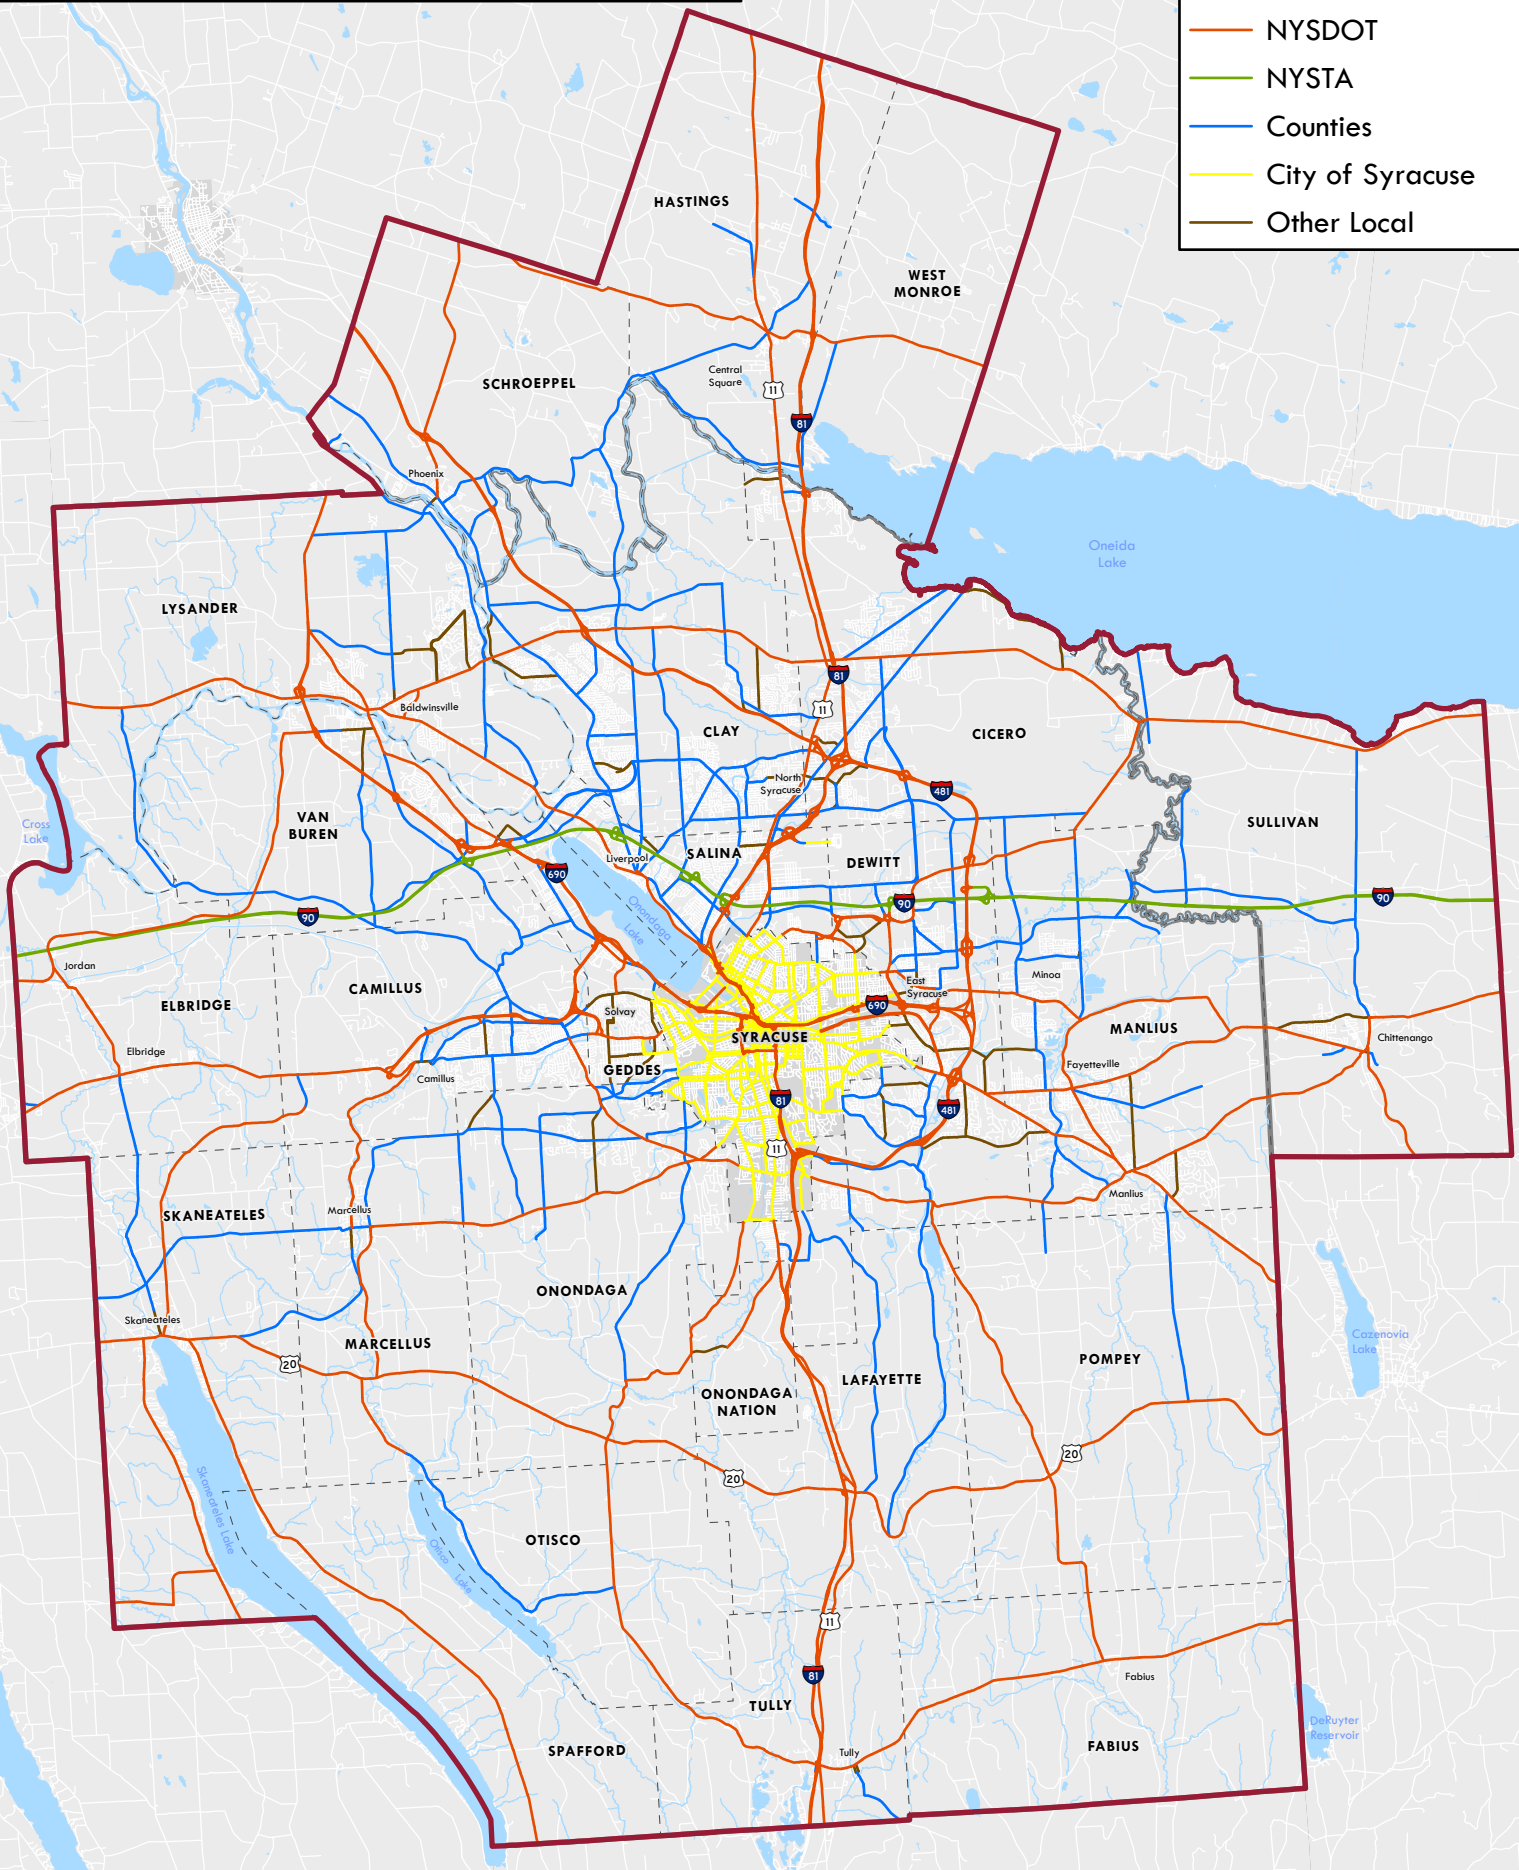 NYSDOT
NYSTA
Counties
City of Syracuse
Other Local
HASTINGS
WEST
MONROE
Central
Square
11
SCHROEPPEL
81
Phoenix
Oneida
Lake
LYSANDER
81
11
Baldwinsville
CLAY
CICERO
North
Syracuse
481
VAN
BUREN
Cross
Lake
SULLIVAN
Liverpool
SALINA
DEWITT
690
90
90
90
Onondaga
Lake
Jordan
Minoa
East
Syracuse
CAMILLUS
ELBRIDGE
690
Solvay
MANLIUS
SYRACUSE
Chittenango
Elbridge
Fayetteville
GEDDES
Camillus
81
481
11
Manlius
SKANEATELES
Marcellus
ONONDAGA
Skaneateles
Cazenovia
Lake
MARCELLUS
20
POMPEY
LAFAYETTE
ONONDAGA
NATION
20
20
Skaneateles Lake
OTISCO
Otisco
Lake
11
81
Fabius
TULLY
DeRuyter
Reservoir
FABIUS
SPAFFORD
Tully